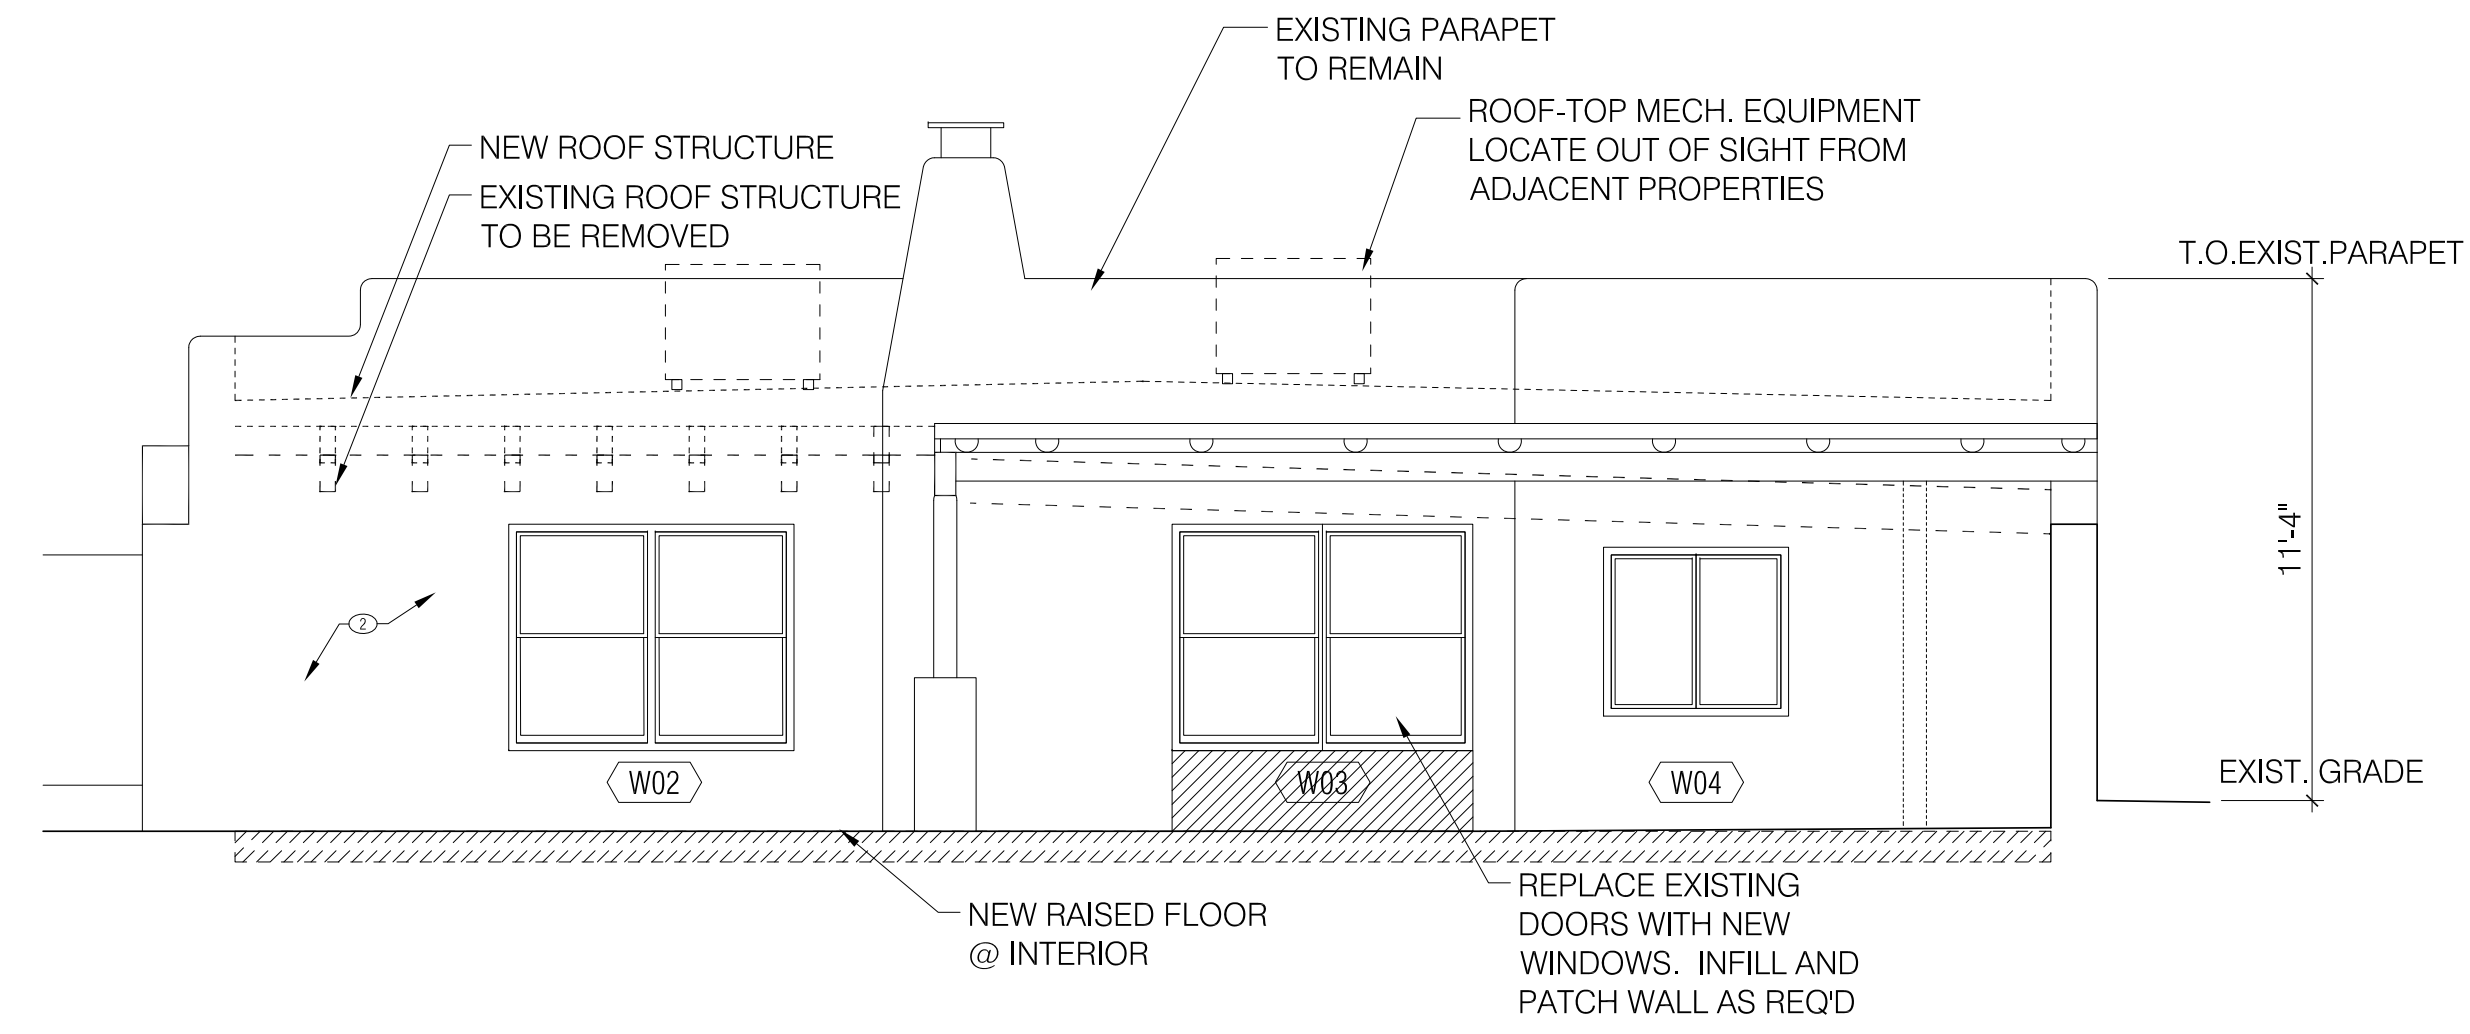 EXISTING PARAPET
TO REMAIN
ROOF-TOP MECH. EQUIPMENT
LOCATE OUT OF SIGHT FROM
ADJACENT PROPERTIES
NEW ROOF STRUCTURE
EXISTING ROOF STRUCTURE
TO BE REMOVED
T.O.EXIST.PARAPET
11'-4"
2
W02
W03
W04
EXIST. GRADE
NEW RAISED FLOOR
@ INTERIOR
REPLACE EXISTING
DOORS WITH NEW
WINDOWS. INFILL AND
PATCH WALL AS REQ'D